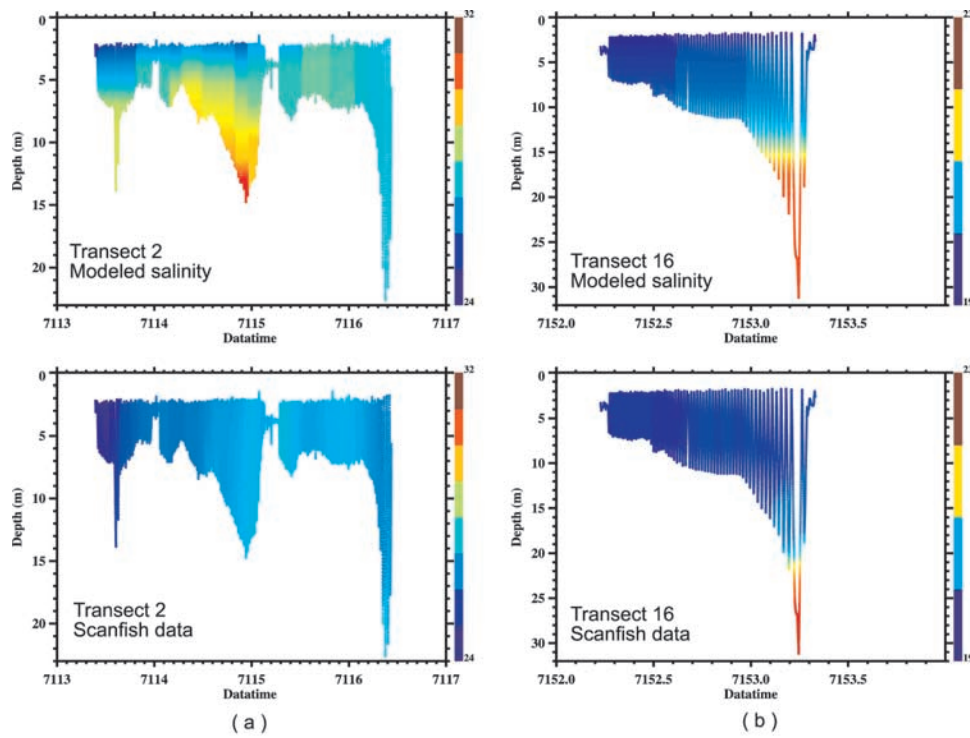 0
5
10
15
20
Depth (m)
Transect 2
Modeled salinity
7113
7114
7115
7116
7117
Datatime
32
24
0
5
10
15
20
25
30
Depth (m)
Transect 16
Modeled salinity
7152.0
7152.5
7153.0
7153.5
Datatime
0
5
10
15
20
Depth (m)
Transect 2
Scanfish data
7113
7114
7115
7116
7117
Datatime
32
24
( a )
0
5
10
15
20
25
30
Depth (m)
Transect 16
Scanfish data
7152.0
7152.5
7153.0
7153.5
Datatime
( b )